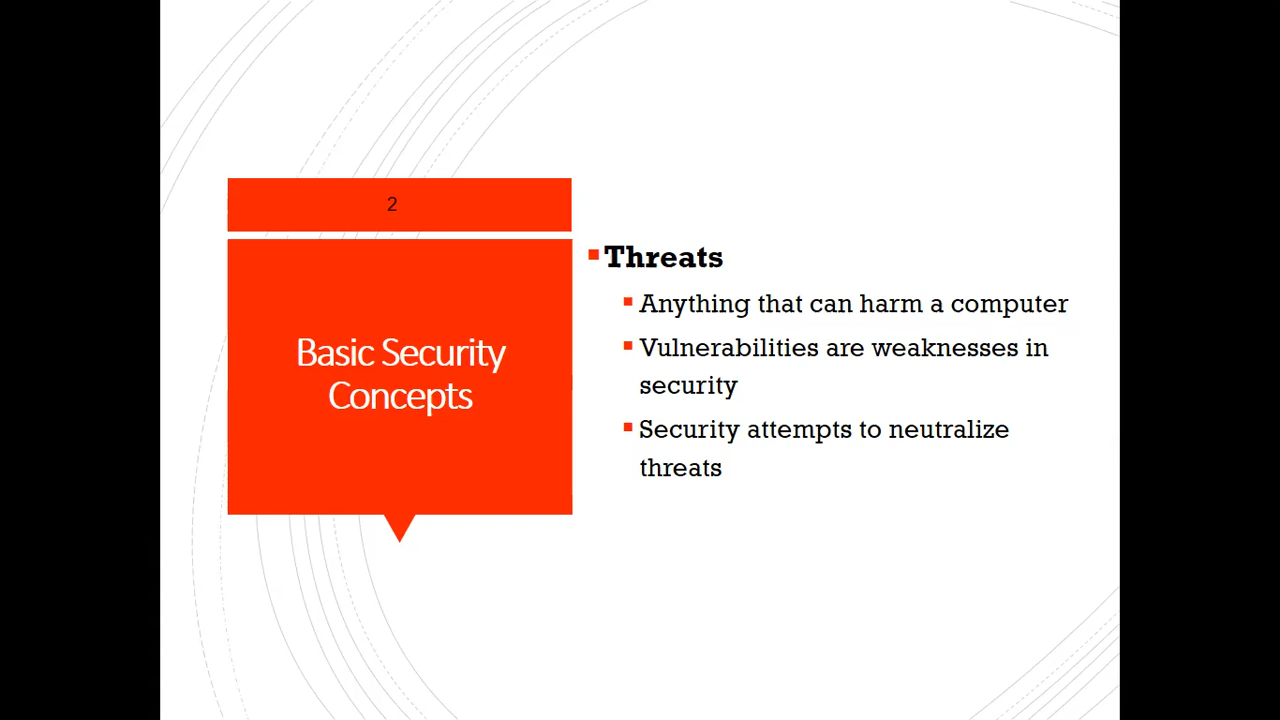 2
Basic Security
Concepts
Threats
Anything that can harm a computer
Vulnerabilities are weaknesses in
security
Security attempts to neutralize
threats